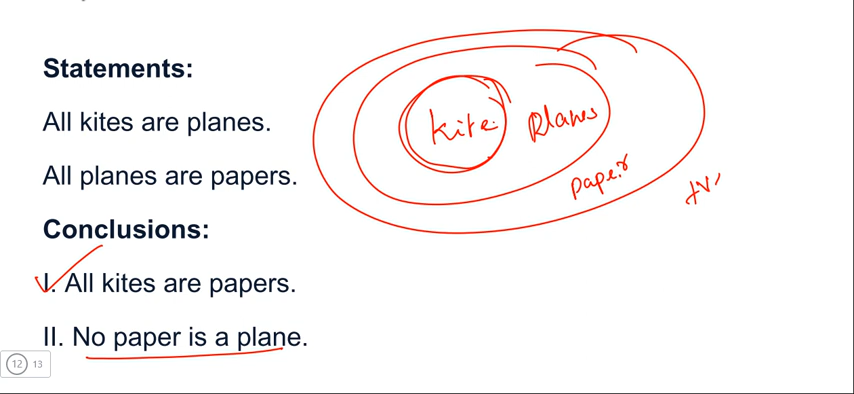 Statements:
All kites are planes.
All planes are papers.
Conclusions:
I. All kites are papers.
II. No paper is a plane.
Kite
Planes
paper
12 13